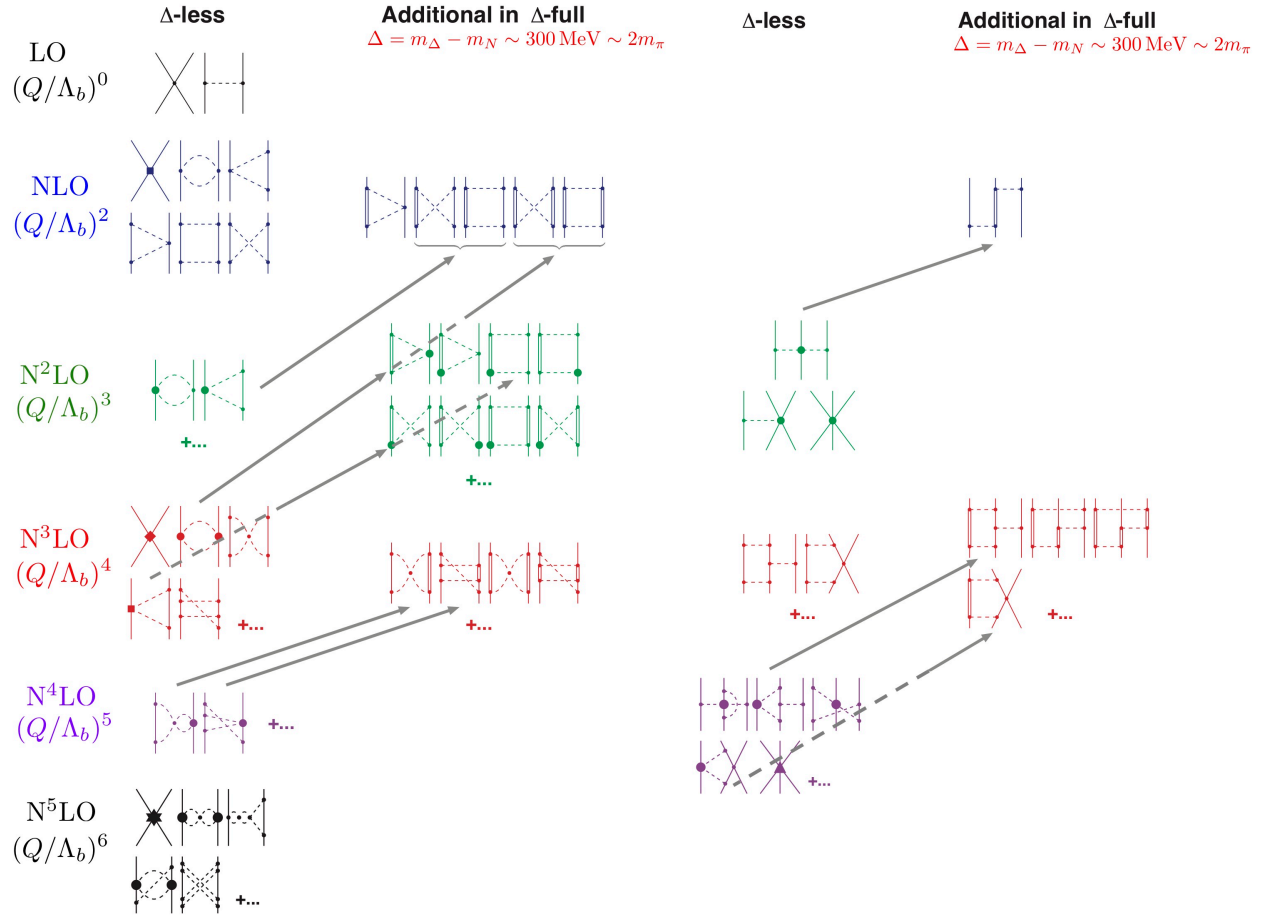 Δ-less
Additional in Δ-full
Δ = m_Δ − m_N ∼ 300 MeV ∼ 2m_π
Δ-less
Additional in Δ-full
Δ = m_Δ − m_N ∼ 300 MeV ∼ 2m_π
LO
(Q/Λ_b)^0
NLO
(Q/Λ_b)^2
N^2LO
(Q/Λ_b)^3
+...
+...
N^3LO
(Q/Λ_b)^4
+...
+...
+...
+...
N^4LO
(Q/Λ_b)^5
+...
+...
N^5LO
(Q/Λ_b)^6
+...